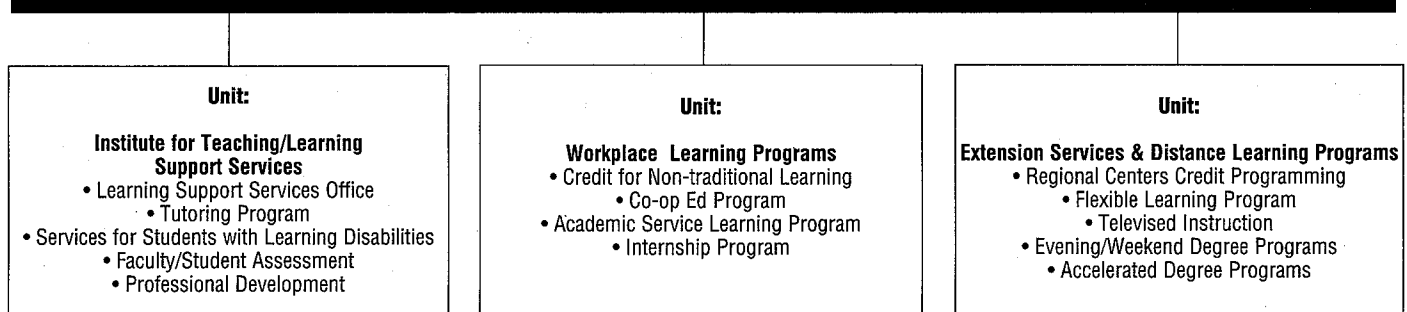 Unit:
Institute for Teaching/Learning
Support Services
• Learning Support Services Office
• Tutoring Program
• Services for Students with Learning Disabilities
• Faculty/Student Assessment
• Professional Development
Unit:
Workplace Learning Programs
• Credit for Non-traditional Learning
• Co-op Ed Program
• Academic Service Learning Program
• Internship Program
Unit:
Extension Services & Distance Learning Programs
• Regional Centers Credit Programming
• Flexible Learning Program
• Televised Instruction
• Evening/Weekend Degree Programs
• Accelerated Degree Programs